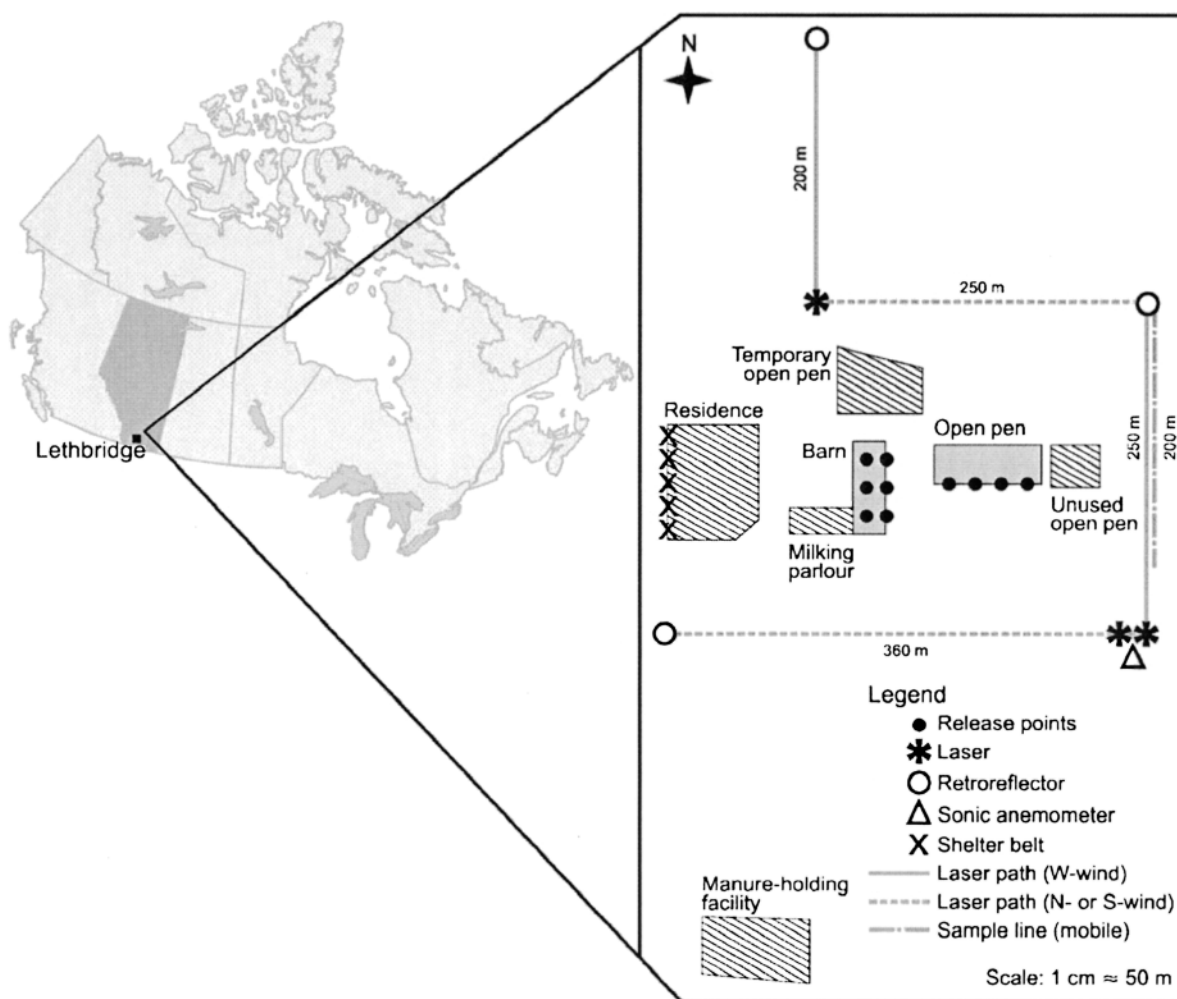 N
200 m
250 m
Temporary
open pen
Residence
Barn
Open pen
250 m
200 m
Lethbridge
Unused
open pen
Milking
parlour
360 m
Legend
Release points
Laser
Retroreflector
Sonic anemometer
Shelter belt
Laser path (W-wind)
Laser path (N- or S-wind)
Sample line (mobile)
Manure-holding
facility
Scale: 1 cm ≈ 50 m